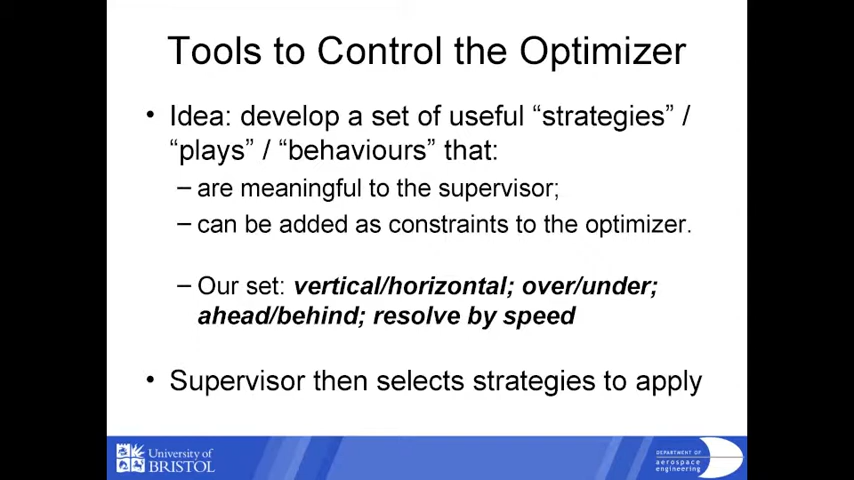 Tools to Control the Optimizer
• Idea: develop a set of useful “strategies” /
“plays” / “behaviours” that:
– are meaningful to the supervisor;
– can be added as constraints to the optimizer.
– Our set: vertical/horizontal; over/under;
ahead/behind; resolve by speed
• Supervisor then selects strategies to apply
University of
BRISTOL
DEPARTMENT OF
aerospace
engineering